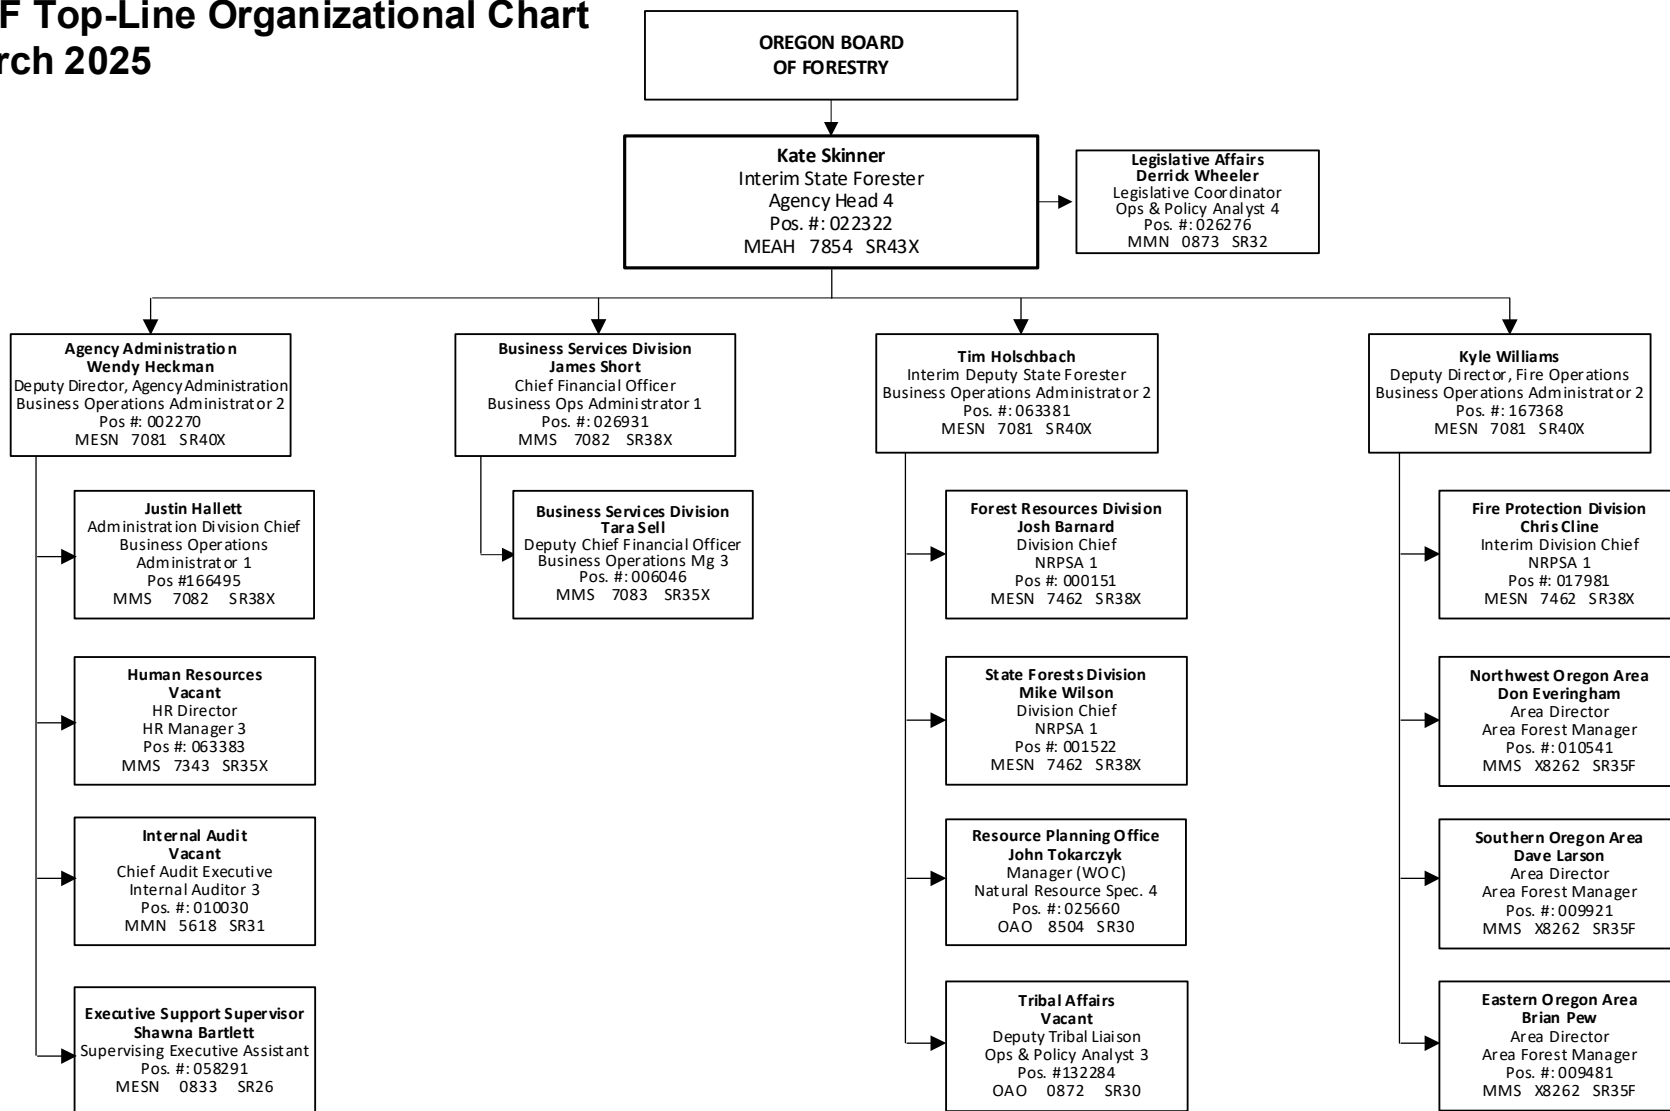 F Top-Line Organizational Chart
rch 2025
OREGON BOARD
OF FORESTRY
Kate Skinner
Interim State Forester
Agency Head 4
Pos. #: 022322
MEAH 7854 SR43X
Legislative Affairs
Derrick Wheeler
Legislative Coordinator
Ops & Policy Analyst 4
Pos. #: 026276
MMN 0873 SR32
Agency Administration
Wendy Heckman
Deputy Director, Agency Administration
Business Operations Administrator 2
Pos #: 002270
MESN 7081 SR40X
Business Services Division
James Short
Chief Financial Officer
Business Ops Administrator 1
Pos. #: 026931
MMS 7082 SR38X
Tim Holschbach
Interim Deputy State Forester
Business Operations Administrator 2
Pos. #: 063381
MESN 7081 SR40X
Kyle Williams
Deputy Director, Fire Operations
Business Operations Administrator 2
Pos. #: 167368
MESN 7081 SR40X
Justin Hallett
Administration Division Chief
Business Operations
Administrator 1
Pos #166495
MMS 7082 SR38X
Business Services Division
Tara Sell
Deputy Chief Financial Officer
Business Operations Mg 3
Pos. #: 006046
MMS 7083 SR35X
Forest Resources Division
Josh Barnard
Division Chief
NRPSA 1
Pos #: 000151
MESN 7462 SR38X
Fire Protection Division
Chris Cline
Interim Division Chief
NRPSA 1
Pos #: 017981
MESN 7462 SR38X
Human Resources
Vacant
HR Director
HR Manager 3
Pos #: 063383
MMS 7343 SR35X
State Forests Division
Mike Wilson
Division Chief
NRPSA 1
Pos #: 001522
MESN 7462 SR38X
Northwest Oregon Area
Don Everingham
Area Director
Area Forest Manager
Pos. #: 010541
MMS X8262 SR35F
Internal Audit
Vacant
Chief Audit Executive
Internal Auditor 3
Pos. #: 010030
MMN 5618 SR31
Resource Planning Office
John Tokarczyk
Manager (WOC)
Natural Resource Spec. 4
Pos. #: 025660
OAO 8504 SR30
Southern Oregon Area
Dave Larson
Area Director
Area Forest Manager
Pos. #: 009921
MMS X8262 SR35F
Executive Support Supervisor
Shawna Bartlett
Supervising Executive Assistant
Pos. #: 058291
MESN 0833 SR26
Tribal Affairs
Vacant
Deputy Tribal Liaison
Ops & Policy Analyst 3
Pos. #132284
OAO 0872 SR30
Eastern Oregon Area
Brian Pew
Area Director
Area Forest Manager
Pos. #: 009481
MMS X8262 SR35F